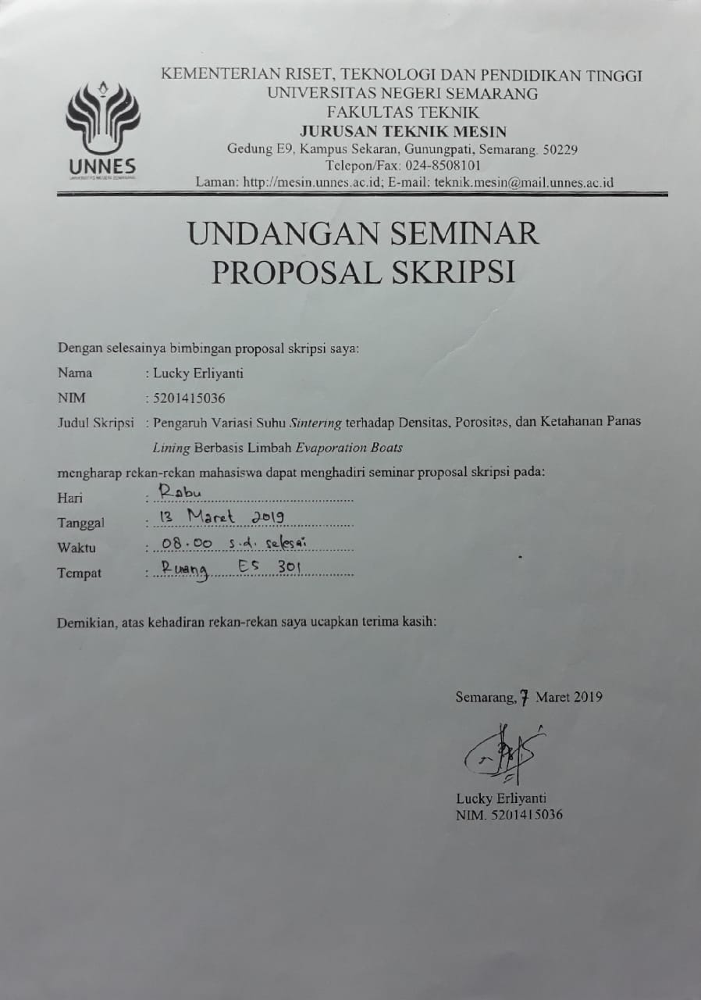 KEMENTERIAN RISET, TEKNOLOGI DAN PENDIDIKAN TINGGI
UNIVERSITAS NEGERI SEMARANG
FAKULTAS TEKNIK
JURUSAN TEKNIK MESIN
Gedung E9, Kampus Sekaran, Gunungpati, Semarang. 50229
Telepon/Fax: 024-8508101
Laman: http://mesin.unnes.ac.id; E-mail: teknik.mesin@mail.unnes.ac.id
UNNES
UNIVERSITAS NEGERI SEMARANG
UNDANGAN SEMINAR
PROPOSAL SKRIPSI
Dengan selesainya bimbingan proposal skripsi saya:
Nama : Lucky Erliyanti
NIM : 5201415036
Judul Skripsi : Pengaruh Variasi Suhu Sintering terhadap Densitas, Porositas, dan Ketahanan Panas
Lining Berbasis Limbah Evaporation Boats
mengharap rekan-rekan mahasiswa dapat menghadiri seminar proposal skripsi pada:
Hari : Rabu
Tanggal : 13 Maret 2019
Waktu : 08.00 s.d. selesai
Tempat : Ruang E5 301
Demikian, atas kehadiran rekan-rekan saya ucapkan terima kasih:
Semarang, 7 Maret 2019
Lucky Erliyanti
NIM. 5201415036